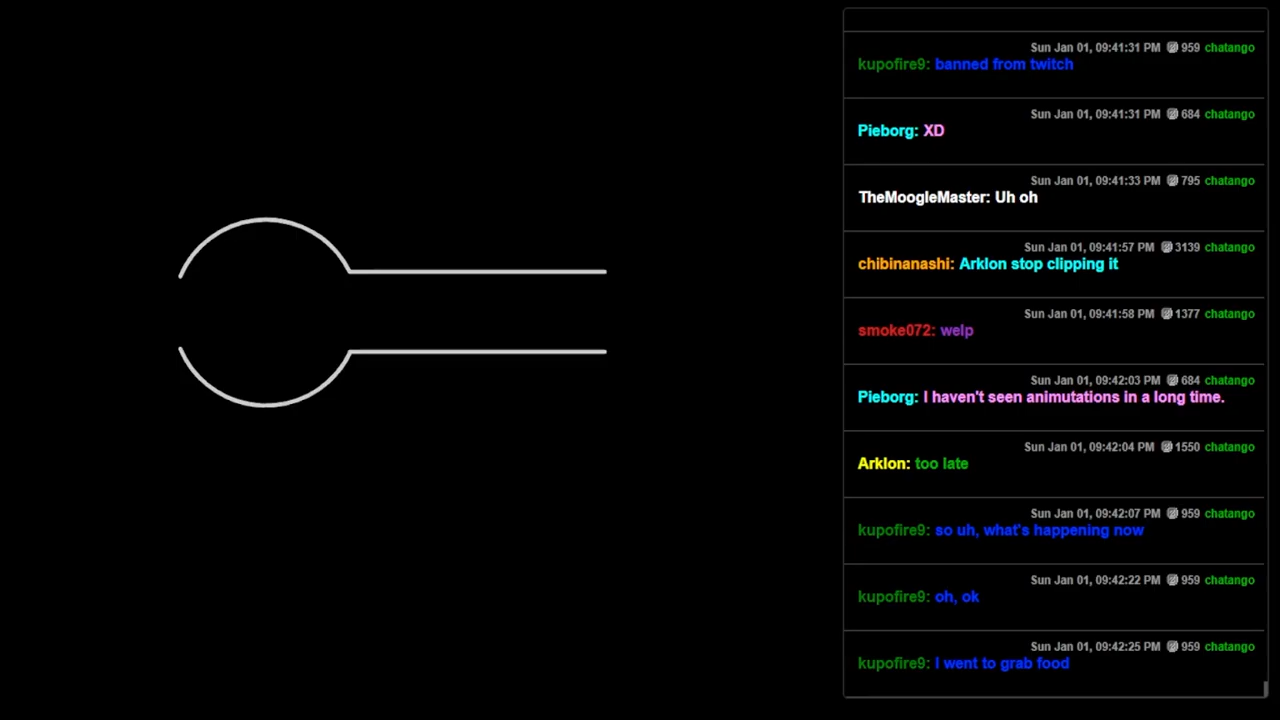 Sun Jan 01, 09:41:31 PM 959 chatango
kupofire9: banned from twitch
Sun Jan 01, 09:41:31 PM 684 chatango
Pieborg: XD
Sun Jan 01, 09:41:33 PM 795 chatango
TheMoogleMaster: Uh oh
Sun Jan 01, 09:41:57 PM 3139 chatango
chibinanashi: Arklon stop clipping it
Sun Jan 01, 09:41:58 PM 1377 chatango
smoke072: welp
Sun Jan 01, 09:42:03 PM 684 chatango
Pieborg: I haven't seen animutations in a long time.
Sun Jan 01, 09:42:04 PM 1550 chatango
Arklon: too late
Sun Jan 01, 09:42:07 PM 959 chatango
kupofire9: so uh, what's happening now
Sun Jan 01, 09:42:22 PM 959 chatango
kupofire9: oh, ok
Sun Jan 01, 09:42:25 PM 959 chatango
kupofire9: I went to grab food